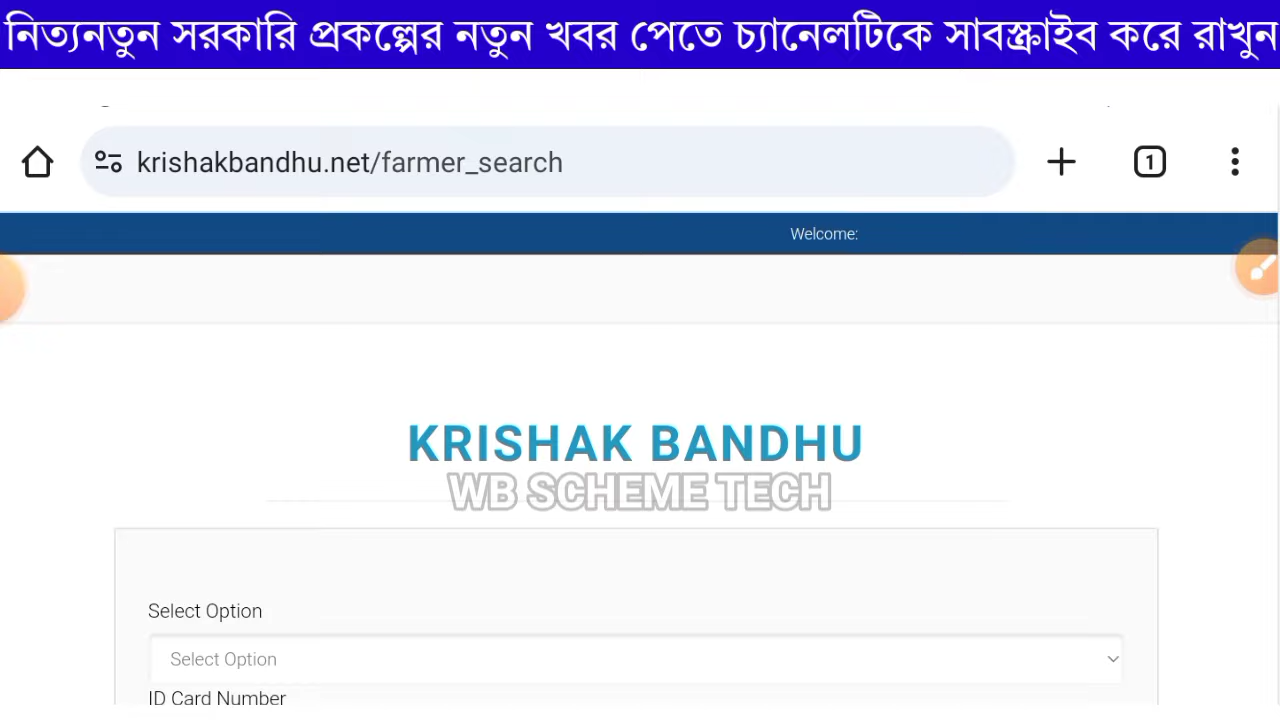 নিত্যনতুন সরকারি প্রকল্পের নতুন খবর পেতে চ্যানেলটিকে সাবস্ক্রাইব করে রাখুন
krishakbandhu.net/farmer_search
1
Welcome:
KRISHAK BANDHU
WB SCHEME TECH
Select Option
Select Option
ID Card Number